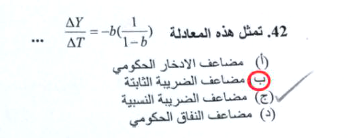 42. تمثل هذه المعادلة ΔY/ΔT = -b(1/1-b) ...
(أ) مضاعف الادخار الحكومي
(ب) مضاعف الضريبة الثابتة
(ج) مضاعف الضريبة النسبية
(د) مضاعف النفاق الحكومي